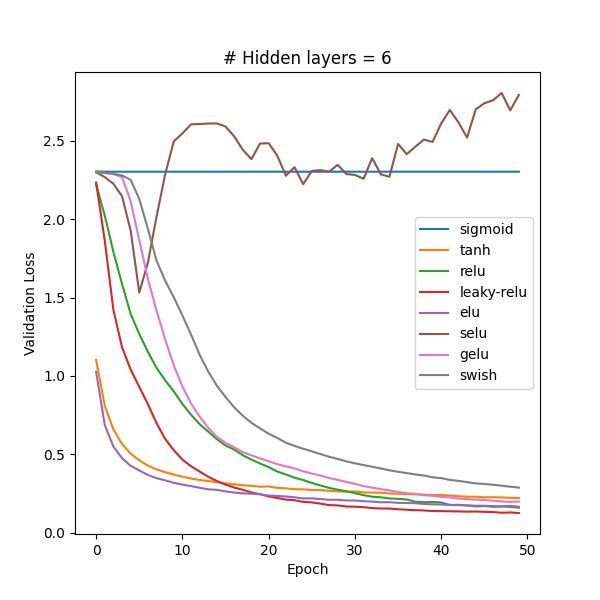 # Hidden layers = 6
Validation Loss
2.5
2.0
1.5
1.0
0.5
0.0
sigmoid
tanh
relu
leaky-relu
elu
selu
gelu
swish
0
10
20
30
40
50
Epoch